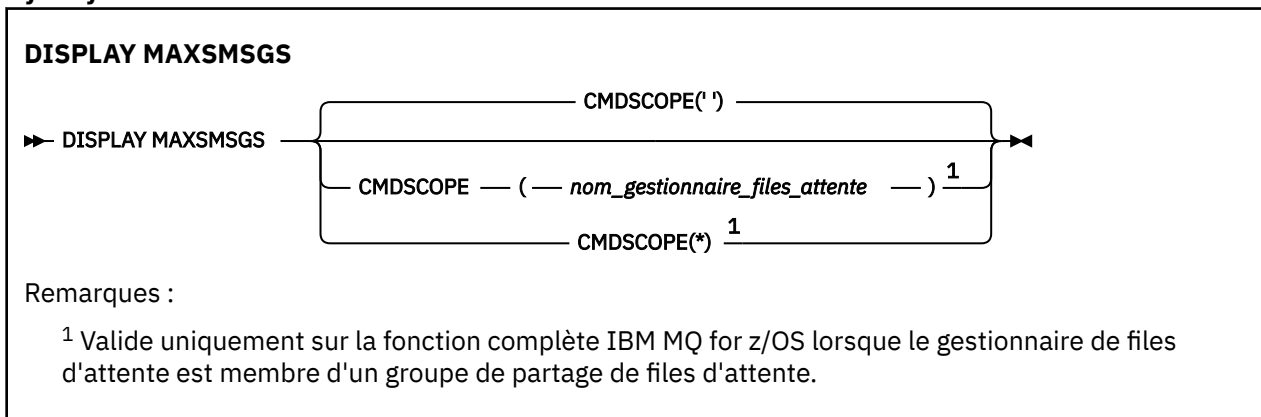 DISPLAY MAXSMSGS
CMDSCOPE(' ')
DISPLAY MAXSMSGS
CMDSCOPE ( nom_gestionnaire_files_attente ) 1
CMDSCOPE(*) 1
Remarques :
1 Valide uniquement sur la fonction complète IBM MQ for z/OS lorsque le gestionnaire de files
d'attente est membre d'un groupe de partage de files d'attente.